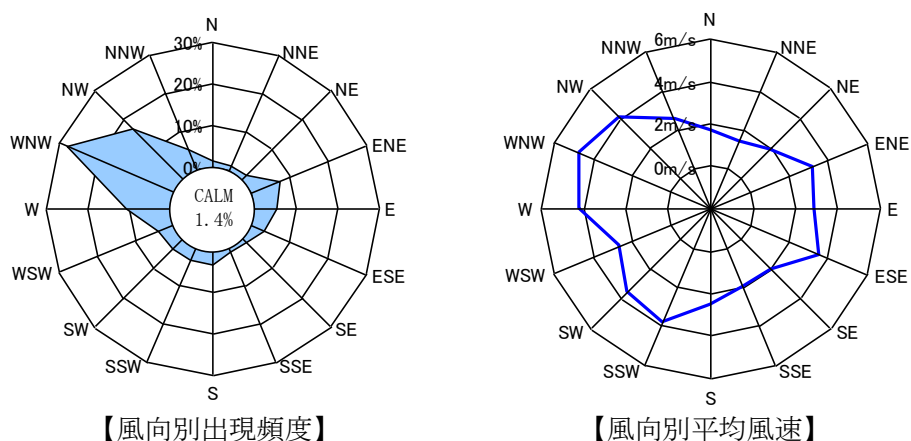 N
NNE
NE
ENE
E
ESE
SE
SSE
S
SSW
SW
WSW
W
WNW
NW
NNW
30%
20%
10%
0%
CALM
1.4%
【風向別出現頻度】
N
NNE
NE
ENE
E
ESE
SE
SSE
S
SSW
SW
WSW
W
WNW
NW
NNW
6m/s
4m/s
2m/s
0m/s
【風向別平均風速】